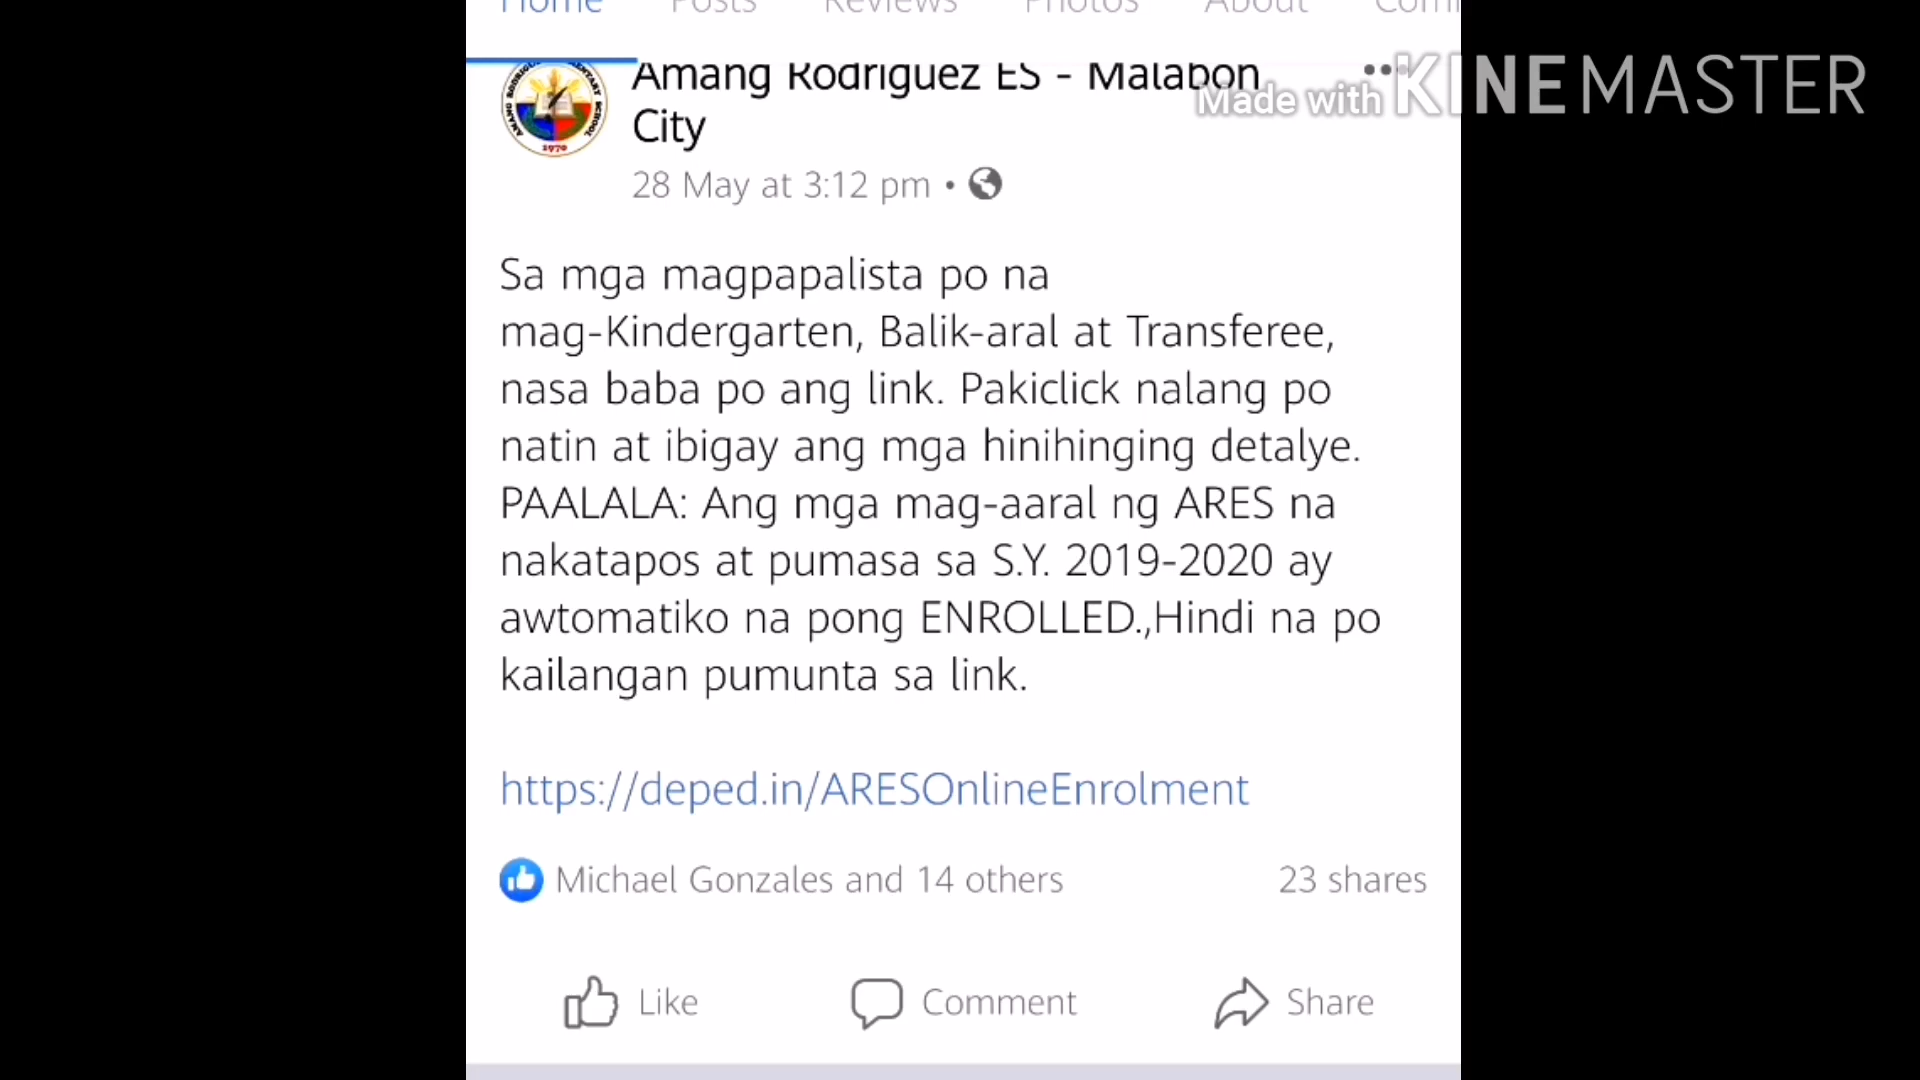 Home Posts Reviews Photos About
Amang Rodriguez ES - Malabon
City
Made with KINEMASTER
28 May at 3:12 pm •
Sa mga magpapalista po na
mag-Kindergarten, Balik-aral at Transferee,
nasa baba po ang link. Pakiclick nalang po
natin at ibigay ang mga hinihinging detalye.
PAALALA: Ang mga mag-aaral ng ARES na
nakatapos at pumasa sa S.Y. 2019-2020 ay
awtomatiko na pong ENROLLED.,Hindi na po
kailangan pumunta sa link.
https://deped.in/ARESOnlineEnrolment
Michael Gonzales and 14 others 23 shares
Like Comment Share